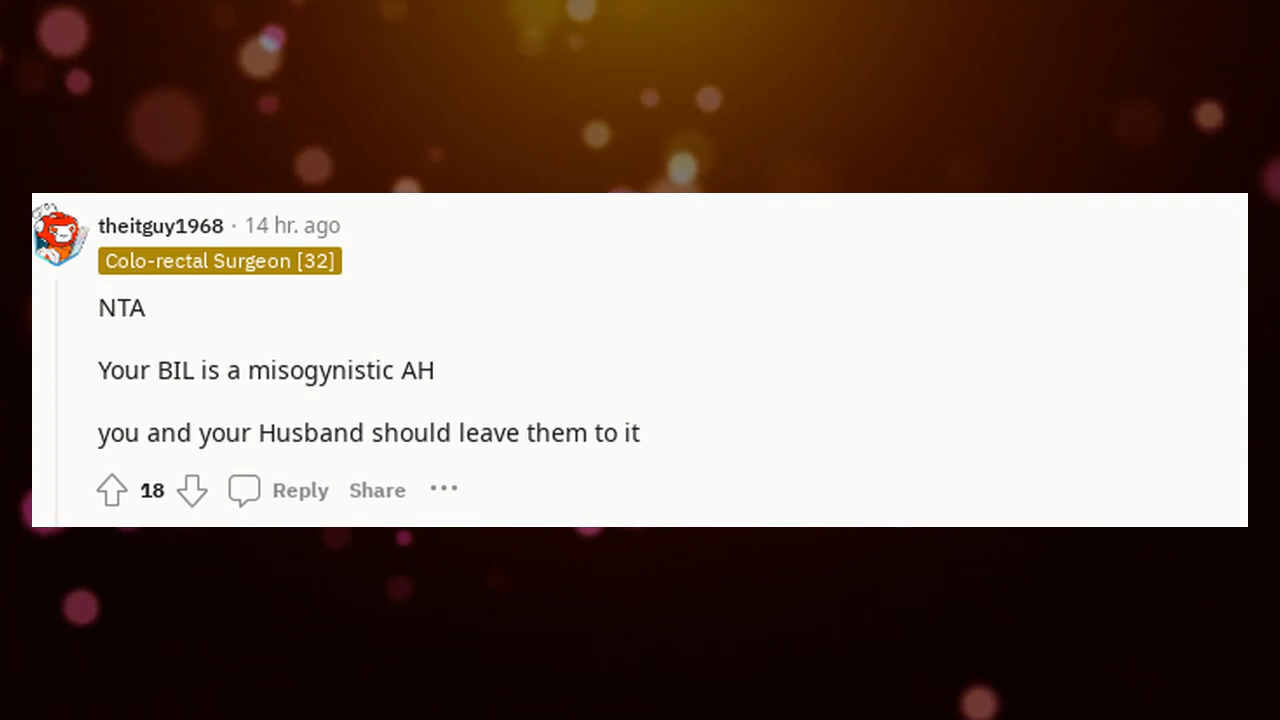 theitguy1968 · 14 hr. ago
Colo-rectal Surgeon [32]
NTA
Your BIL is a misogynistic AH
you and your Husband should leave them to it
18 Reply Share ···